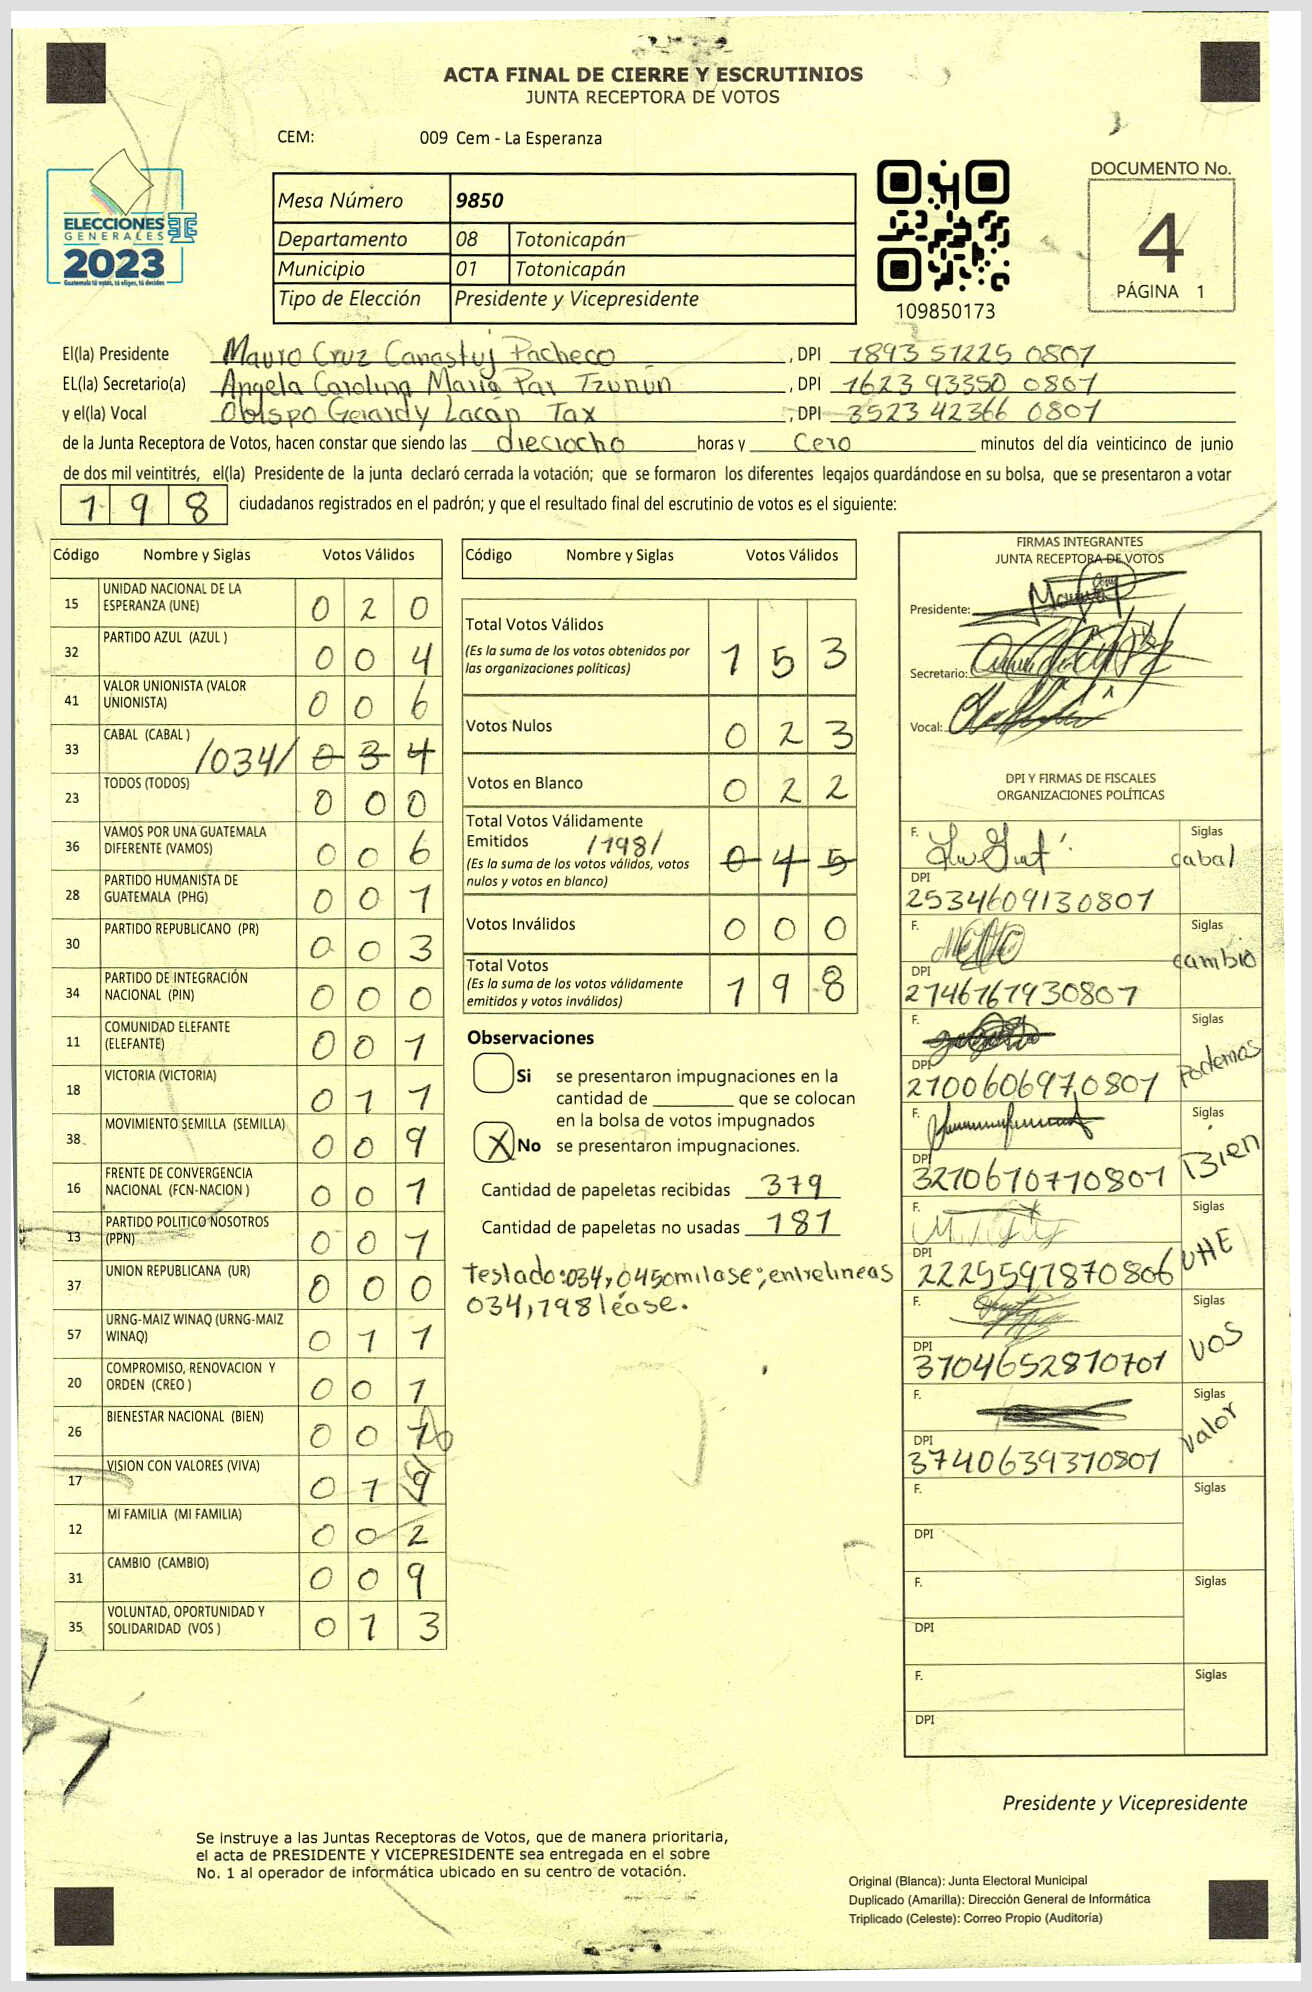 ACTA FINAL DE CIERRE Y ESCRUTINIOS
JUNTA RECEPTORA DE VOTOS
CEM: 009 Cem - La Esperanza
ELECCIONES
GENERALES
2023
Guatemala tú votas, tú eliges, tú decides
Mesa Número 9850
Departamento 08 Totonicapán
Municipio 01 Totonicapán
Tipo de Elección Presidente y Vicepresidente
109850173
DOCUMENTO No.
4
PÁGINA 1
El(la) Presidente Mauro Cruz Canastuj Pacheco, DPI 1893 51225 0801
EL(la) Secretario(a) Angela Carolina María Par Tzunún, DPI 1623 93350 0801
y el(la) Vocal Obispo Gerardy Lacán Tax, DPI 3523 42366 0801
de la Junta Receptora de Votos, hacen constar que siendo las dieciocho horas y cero minutos del día veinticinco de junio
de dos mil veintitrés, el(la) Presidente de la junta declaró cerrada la votación; que se formaron los diferentes legajos guardándose en su bolsa, que se presentaron a votar
198 ciudadanos registrados en el padrón; y que el resultado final del escrutinio de votos es el siguiente:
Código Nombre y Siglas Votos Válidos
15 UNIDAD NACIONAL DE LA ESPERANZA (UNE) 0 2 0
32 PARTIDO AZUL (AZUL ) 0 0 4
41 VALOR UNIONISTA (VALOR UNIONISTA) 0 0 6
33 CABAL (CABAL ) /034/ 0 3 4
23 TODOS (TODOS) 0 0 0
36 VAMOS POR UNA GUATEMALA DIFERENTE (VAMOS) 0 0 6
28 PARTIDO HUMANISTA DE GUATEMALA (PHG) 0 0 1
30 PARTIDO REPUBLICANO (PR) 0 0 3
34 PARTIDO DE INTEGRACIÓN NACIONAL (PIN) 0 0 0
11 COMUNIDAD ELEFANTE (ELEFANTE) 0 0 1
18 VICTORIA (VICTORIA) 0 1 1
38 MOVIMIENTO SEMILLA (SEMILLA) 0 0 9
16 FRENTE DE CONVERGENCIA NACIONAL (FCN-NACION ) 0 0 1
13 PARTIDO POLITICO NOSOTROS (PPN) 0 0 1
37 UNION REPUBLICANA (UR) 0 0 0
57 URNG-MAIZ WINAQ (URNG-MAIZ WINAQ) 0 1 1
20 COMPROMISO, RENOVACION Y ORDEN (CREO ) 0 0 1
26 BIENESTAR NACIONAL (BIEN) 0 0
17 VISION CON VALORES (VIVA) 0 1 9
12 MI FAMILIA (MI FAMILIA) 0 0 2
31 CAMBIO (CAMBIO) 0 0 9
35 VOLUNTAD, OPORTUNIDAD Y SOLIDARIDAD (VOS ) 0 1 3
Código Nombre y Siglas Votos Válidos
Total Votos Válidos 1 5 3
(Es la suma de los votos obtenidos por
las organizaciones políticas)
Votos Nulos 0 2 3
Votos en Blanco 0 2 2
Total Votos Válidamente
Emitidos /198/ 0 4 5
(Es la suma de los votos válidos, votos
nulos y votos en blanco)
Votos Inválidos 0 0 0
Total Votos 1 9 8
(Es la suma de los votos válidamente
emitidos y votos inválidos)
Observaciones
Si se presentaron impugnaciones en la
cantidad de ________ que se colocan
en la bolsa de votos impugnados
X No se presentaron impugnaciones.
Cantidad de papeletas recibidas 379
Cantidad de papeletas no usadas 181
Testado:034,045omitase;entrelineas
034,198léase.
FIRMAS INTEGRANTES
JUNTA RECEPTORA DE VOTOS
Presidente:
Secretario:
Vocal:
DPI Y FIRMAS DE FISCALES
ORGANIZACIONES POLÍTICAS
F. Siglas cabal
DPI 2534609130801
F. Siglas cambio
DPI 2746767930801
F. Siglas Podemos
DPI 2100606970801
F. Siglas Bien
DPI 3210670770801
F. Siglas UNE
DPI 2225597870806
F. Siglas VOS
DPI 3704652810701
F. Siglas valor
DPI 3740639310801
F. Siglas
DPI
F. Siglas
DPI
F. Siglas
DPI
Presidente y Vicepresidente
Se instruye a las Juntas Receptoras de Votos, que de manera prioritaria,
el acta de PRESIDENTE Y VICEPRESIDENTE sea entregada en el sobre
No. 1 al operador de informática ubicado en su centro de votación.
Original (Blanca): Junta Electoral Municipal
Duplicado (Amarilla): Dirección General de Informática
Triplicado (Celeste): Correo Propio (Auditoría)